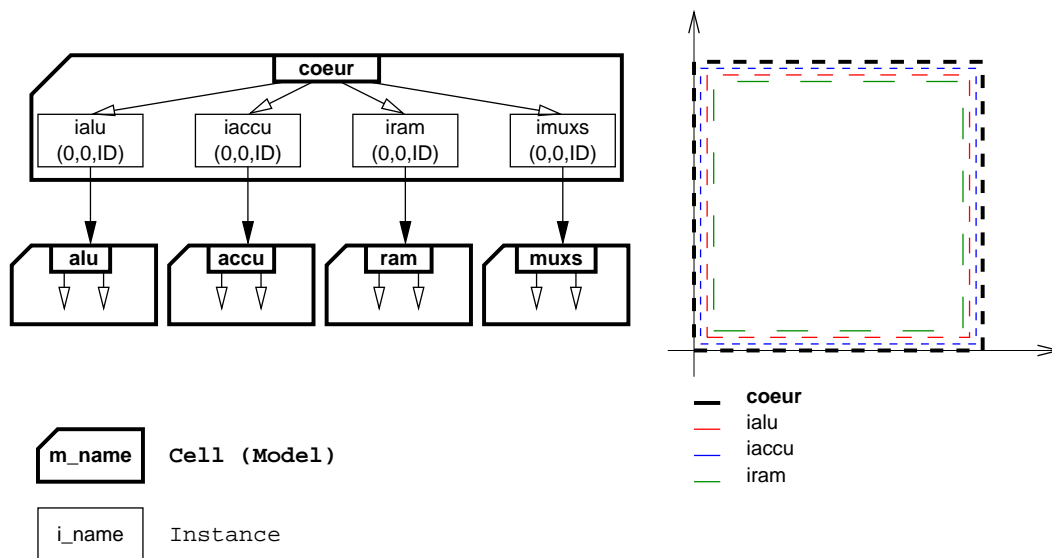 coeur
ialu
(0,0,ID)
iaccu
(0,0,ID)
iram
(0,0,ID)
imuxs
(0,0,ID)
alu
accu
ram
muxs
coeur
ialu
iaccu
iram
m_name
Cell (Model)
i_name
Instance